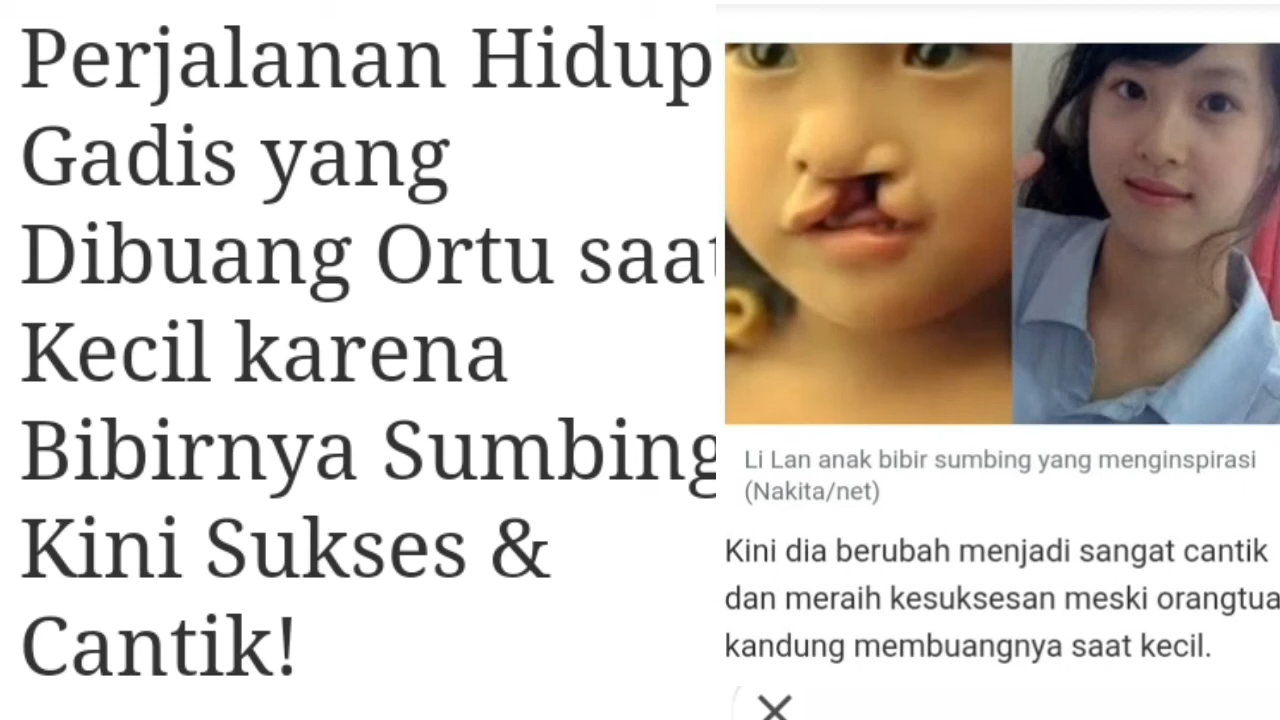 Perjalanan Hidup
Gadis yang
Dibuang Ortu saat
Kecil karena
Bibirnya Sumbing
Kini Sukses &
Cantik!
Li Lan anak bibir sumbing yang menginspirasi
(Nakita/net)
Kini dia berubah menjadi sangat cantik
dan meraih kesuksesan meski orangtua
kandung membuangnya saat kecil.